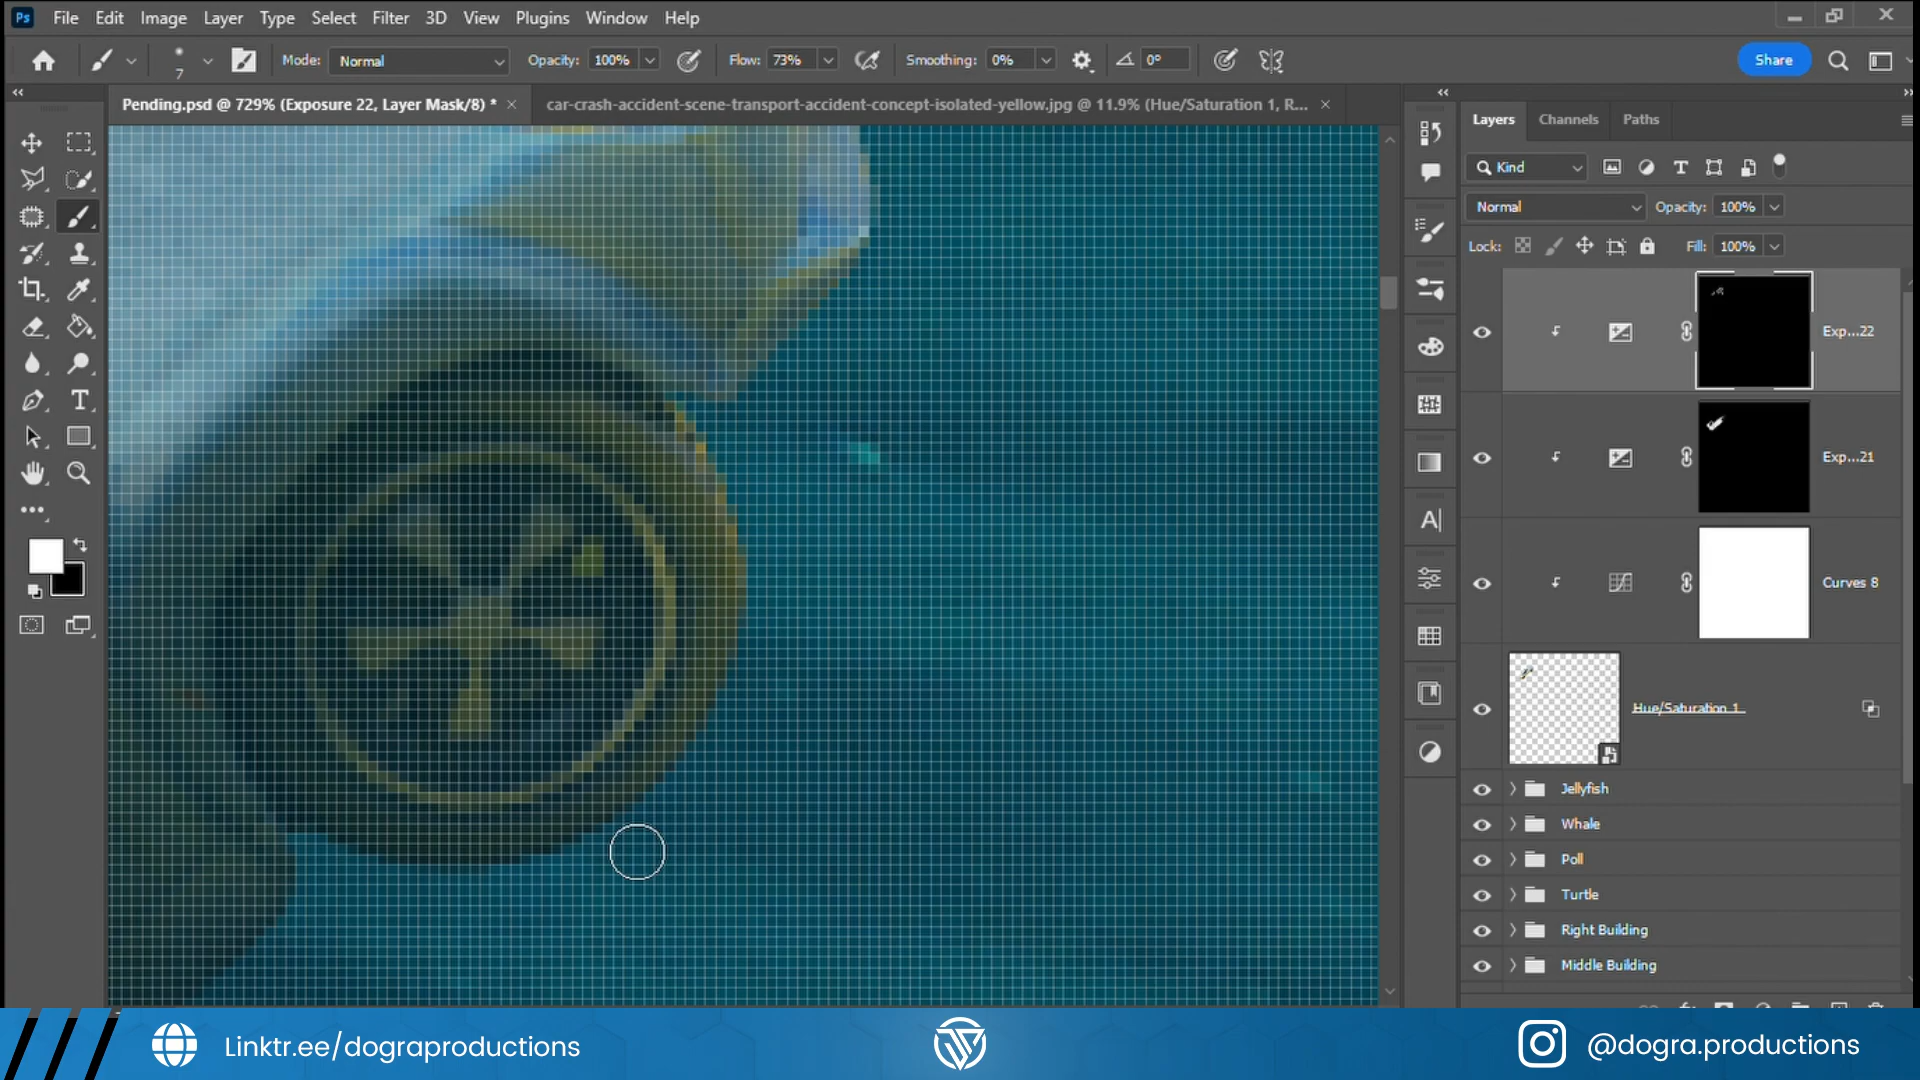 Ps File Edit Image Layer Type Select Filter 3D View Plugins Window Help
7 Mode: Normal Opacity: 100% Flow: 73% Smoothing: 0% 0° Share
Pending.psd @ 729% (Exposure 22, Layer Mask/8) * × car-crash-accident-scene-transport-accident-concept-isolated-yellow.jpg @ 11.9% (Hue/Saturation 1, R... ×
Layers Channels Paths
Kind
Normal Opacity: 100%
Lock: Fill: 100%
Exp...22
Exp...21
Curves 8
Hue/Saturation 1
Jellyfish
Whale
Poll
Turtle
Right Building
Middle Building
Linktr.ee/dograproductions
@dogra.productions